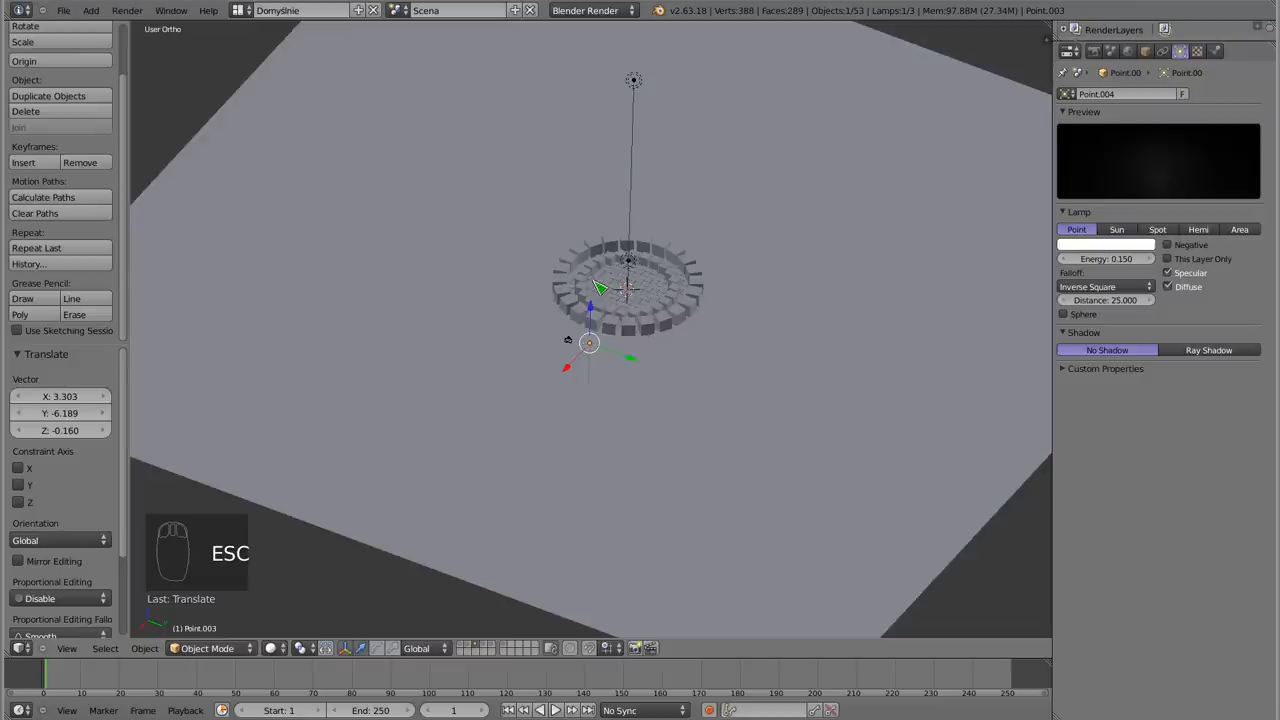 File Add Render Window Help Domyślnie Scena Blender Render v2.63.18 | Verts:388 | Faces:289 | Objects:1/53 | Lamps:1/3 | Mem:97.88M (27.34M) | Point.003
Rotate
Scale
Origin
Object:
Duplicate Objects
Delete
Join
Keyframes:
Insert Remove
Motion Paths:
Calculate Paths
Clear Paths
Repeat:
Repeat Last
History...
Grease Pencil:
Draw Line
Poly Erase
Use Sketching Sessio
Translate
Vector
X: 3.303
Y: -6.189
Z: -0.160
Constraint Axis
X
Y
Z
Orientation
Global
Mirror Editing
Proportional Editing
Disable
Proportional Editing Fallo
Smooth
User Ortho
ESC
Last: Translate
(1) Point.003
View Select Object Object Mode Global
RenderLayers
Point.00 Point.00
Point.004 F
Preview
Lamp
Point Sun Spot Hemi Area
Negative
Energy: 0.150 This Layer Only
Falloff: Specular
Inverse Square Diffuse
Distance: 25.000
Sphere
Shadow
No Shadow Ray Shadow
Custom Properties
0 10 20 30 40 50 60 70 80 90 100 110 120 130 140 150 160 170 180 190 200 210 220 230 240 250
View Marker Frame Playback Start: 1 End: 250 1 No Sync